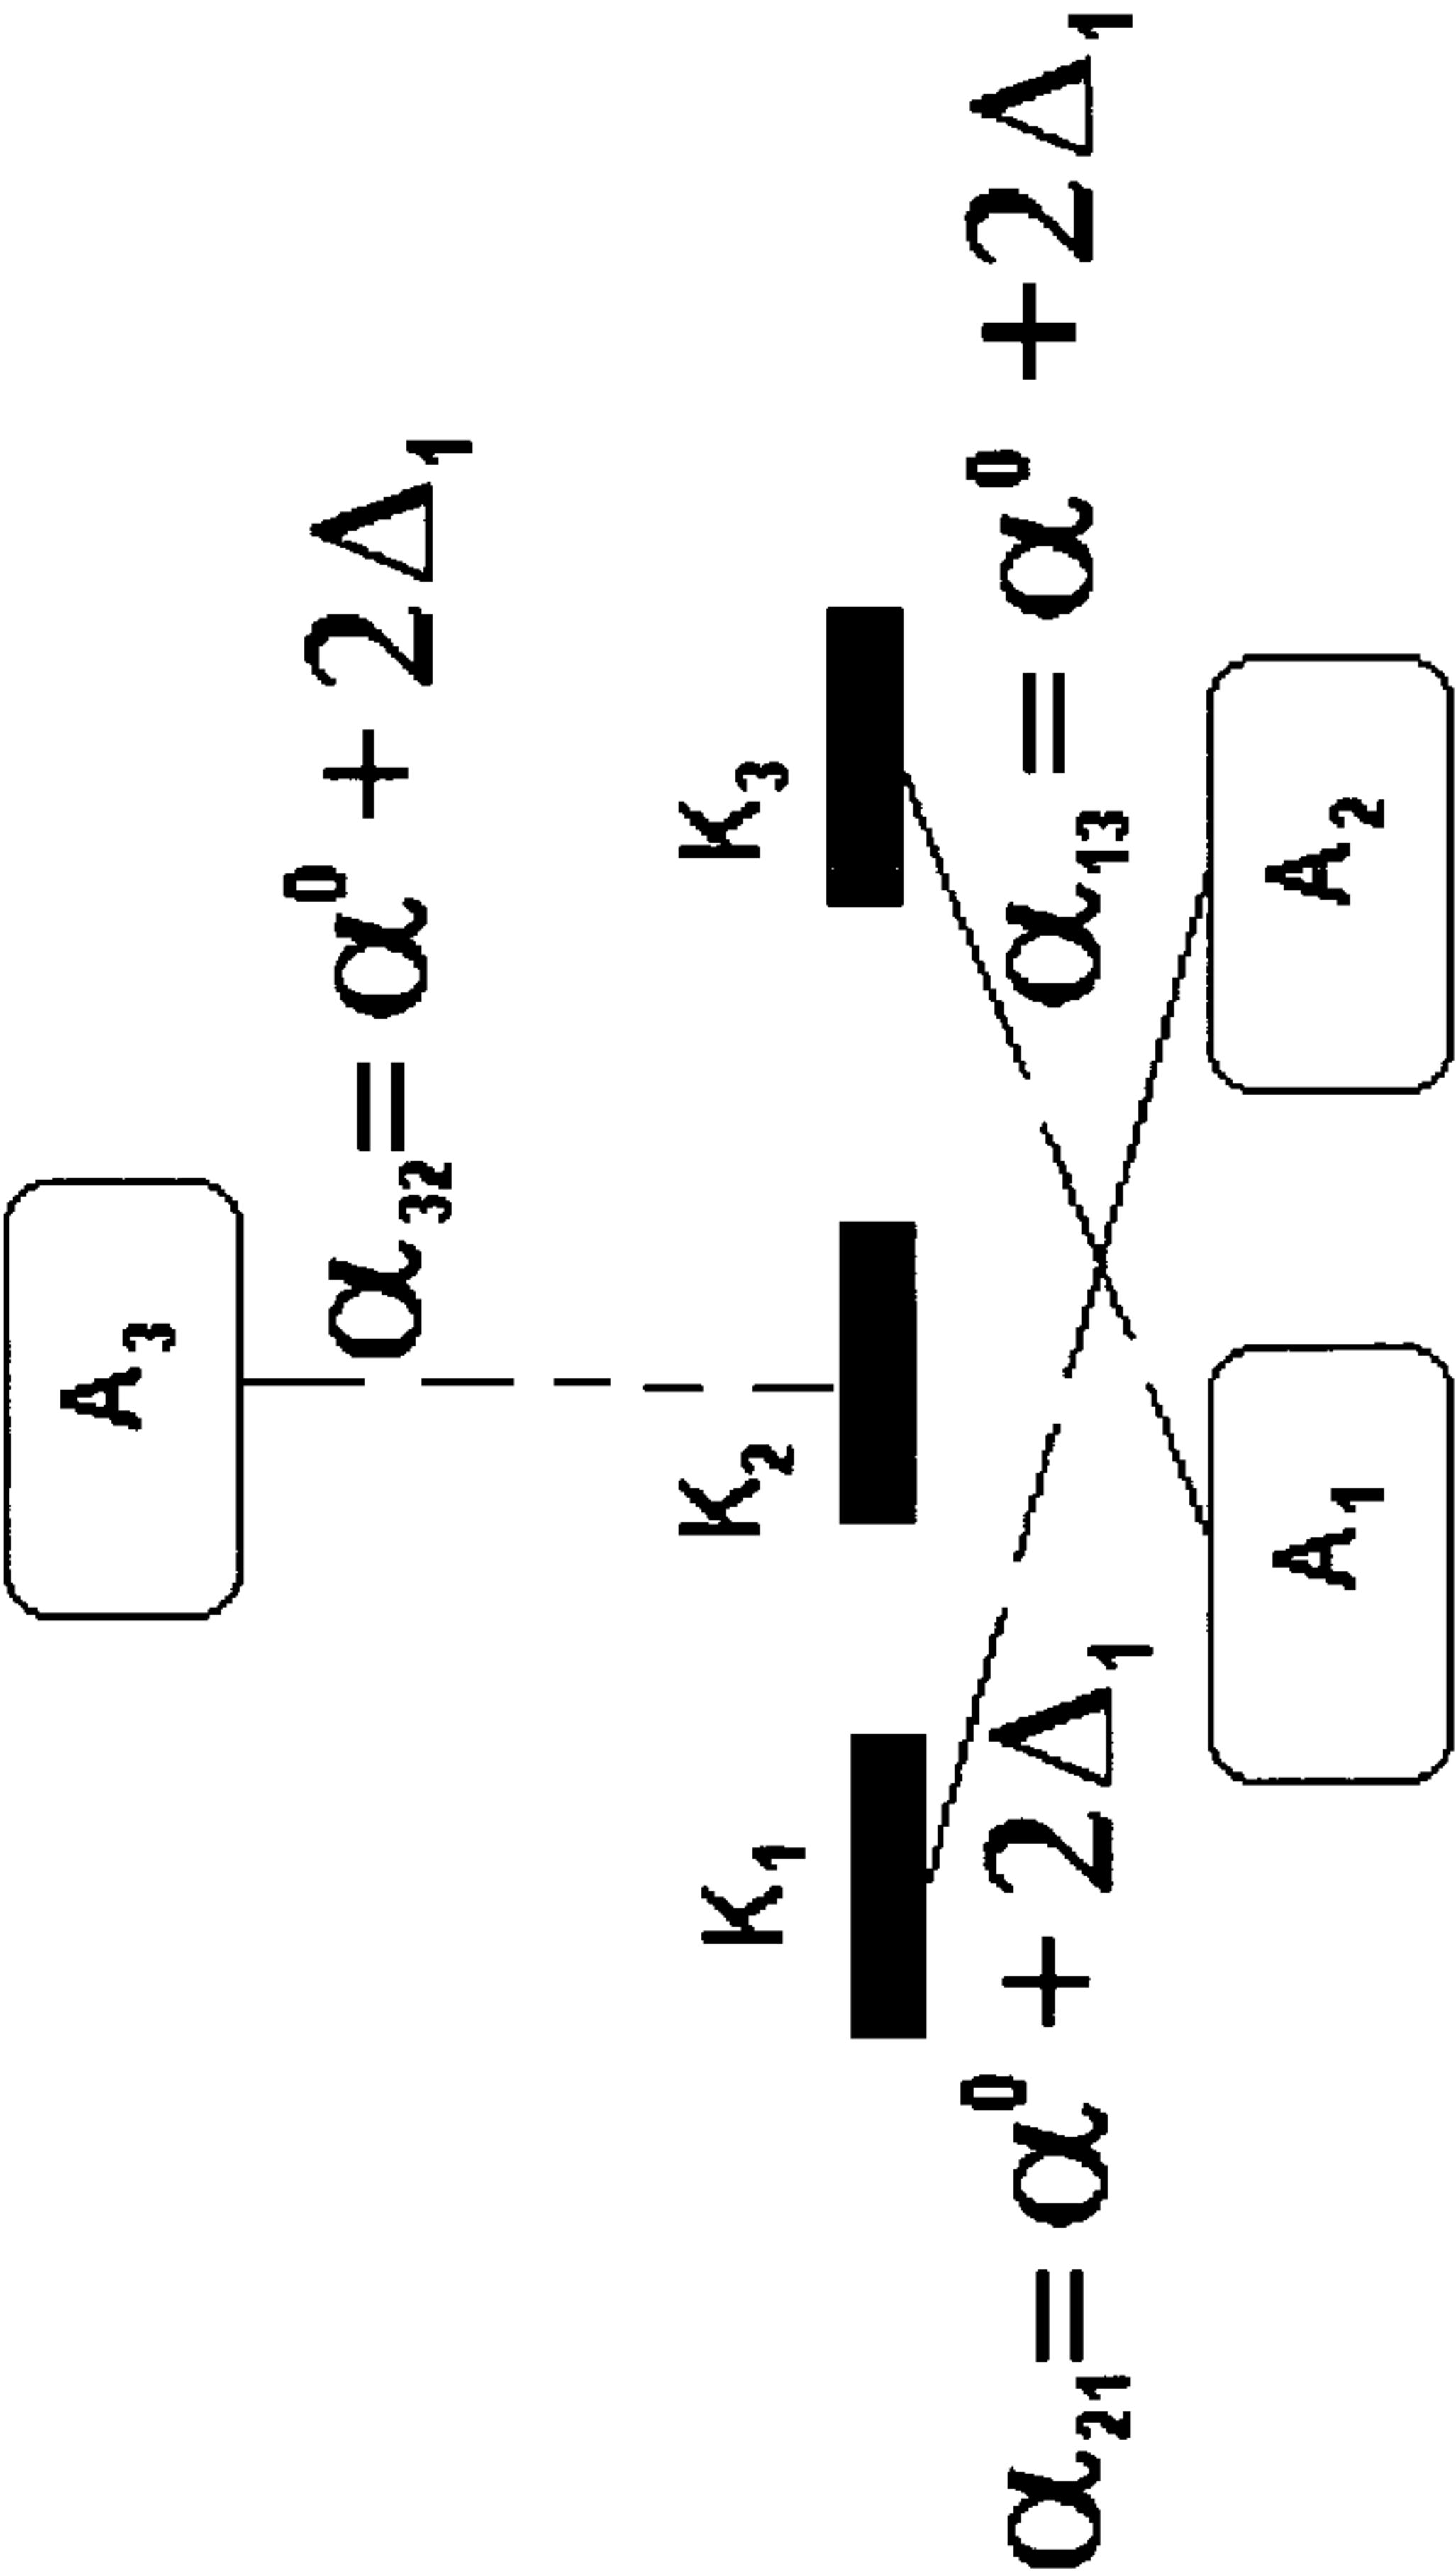 A₃
α₃₂ = α⁰ + 2Δ₁
K₁ K₂ K₃
α₂₁ = α⁰ + 2Δ₁ α₁₃ = α⁰ + 2Δ₁
A₁ A₂